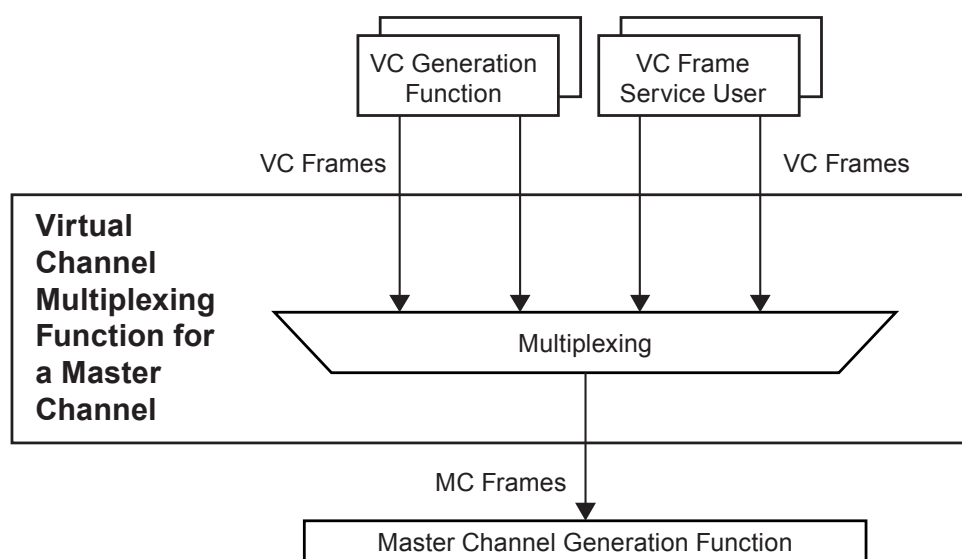 VC Generation
Function
VC Frame
Service User
VC Frames
VC Frames
Virtual
Channel
Multiplexing
Function for
a Master
Channel
Multiplexing
MC Frames
Master Channel Generation Function